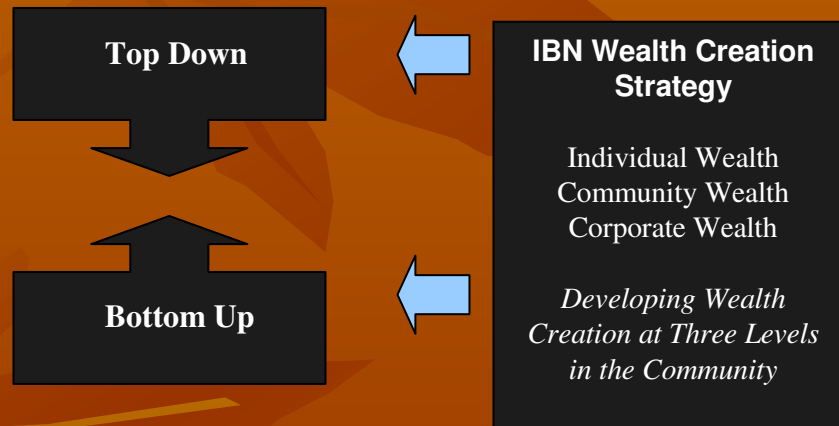 Top Down
Bottom Up
IBN Wealth Creation
Strategy
Individual Wealth
Community Wealth
Corporate Wealth
Developing Wealth
Creation at Three Levels
in the Community